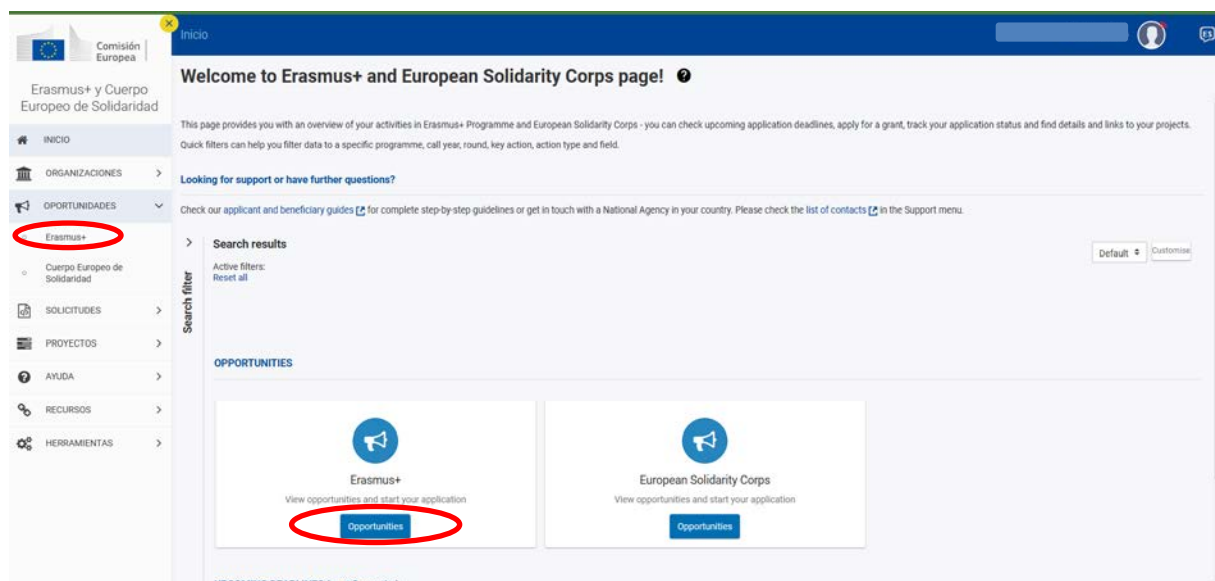 Comisión
Europea
Erasmus+ y Cuerpo
Europeo de Solidaridad
INICIO
ORGANIZACIONES
OPORTUNIDADES
Erasmus+
Cuerpo Europeo de
Solidaridad
SOLICITUDES
PROYECTOS
AYUDA
RECURSOS
HERRAMIENTAS
Inicio
ES
Welcome to Erasmus+ and European Solidarity Corps page!
This page provides you with an overview of your activities in Erasmus+ Programme and European Solidarity Corps - you can check upcoming application deadlines, apply for a grant, track your application status and find details and links to your projects.
Quick filters can help you filter data to a specific programme, call year, round, key action, action type and field.
Looking for support or have further questions?
Check our applicant and beneficiary guides for complete step-by-step guidelines or get in touch with a National Agency in your country. Please check the list of contacts in the Support menu.
Search filter
Search results
Default
Customise
Active filters:
Reset all
OPPORTUNITIES
Erasmus+
View opportunities and start your application
Opportunities
European Solidarity Corps
View opportunities and start your application
Opportunities